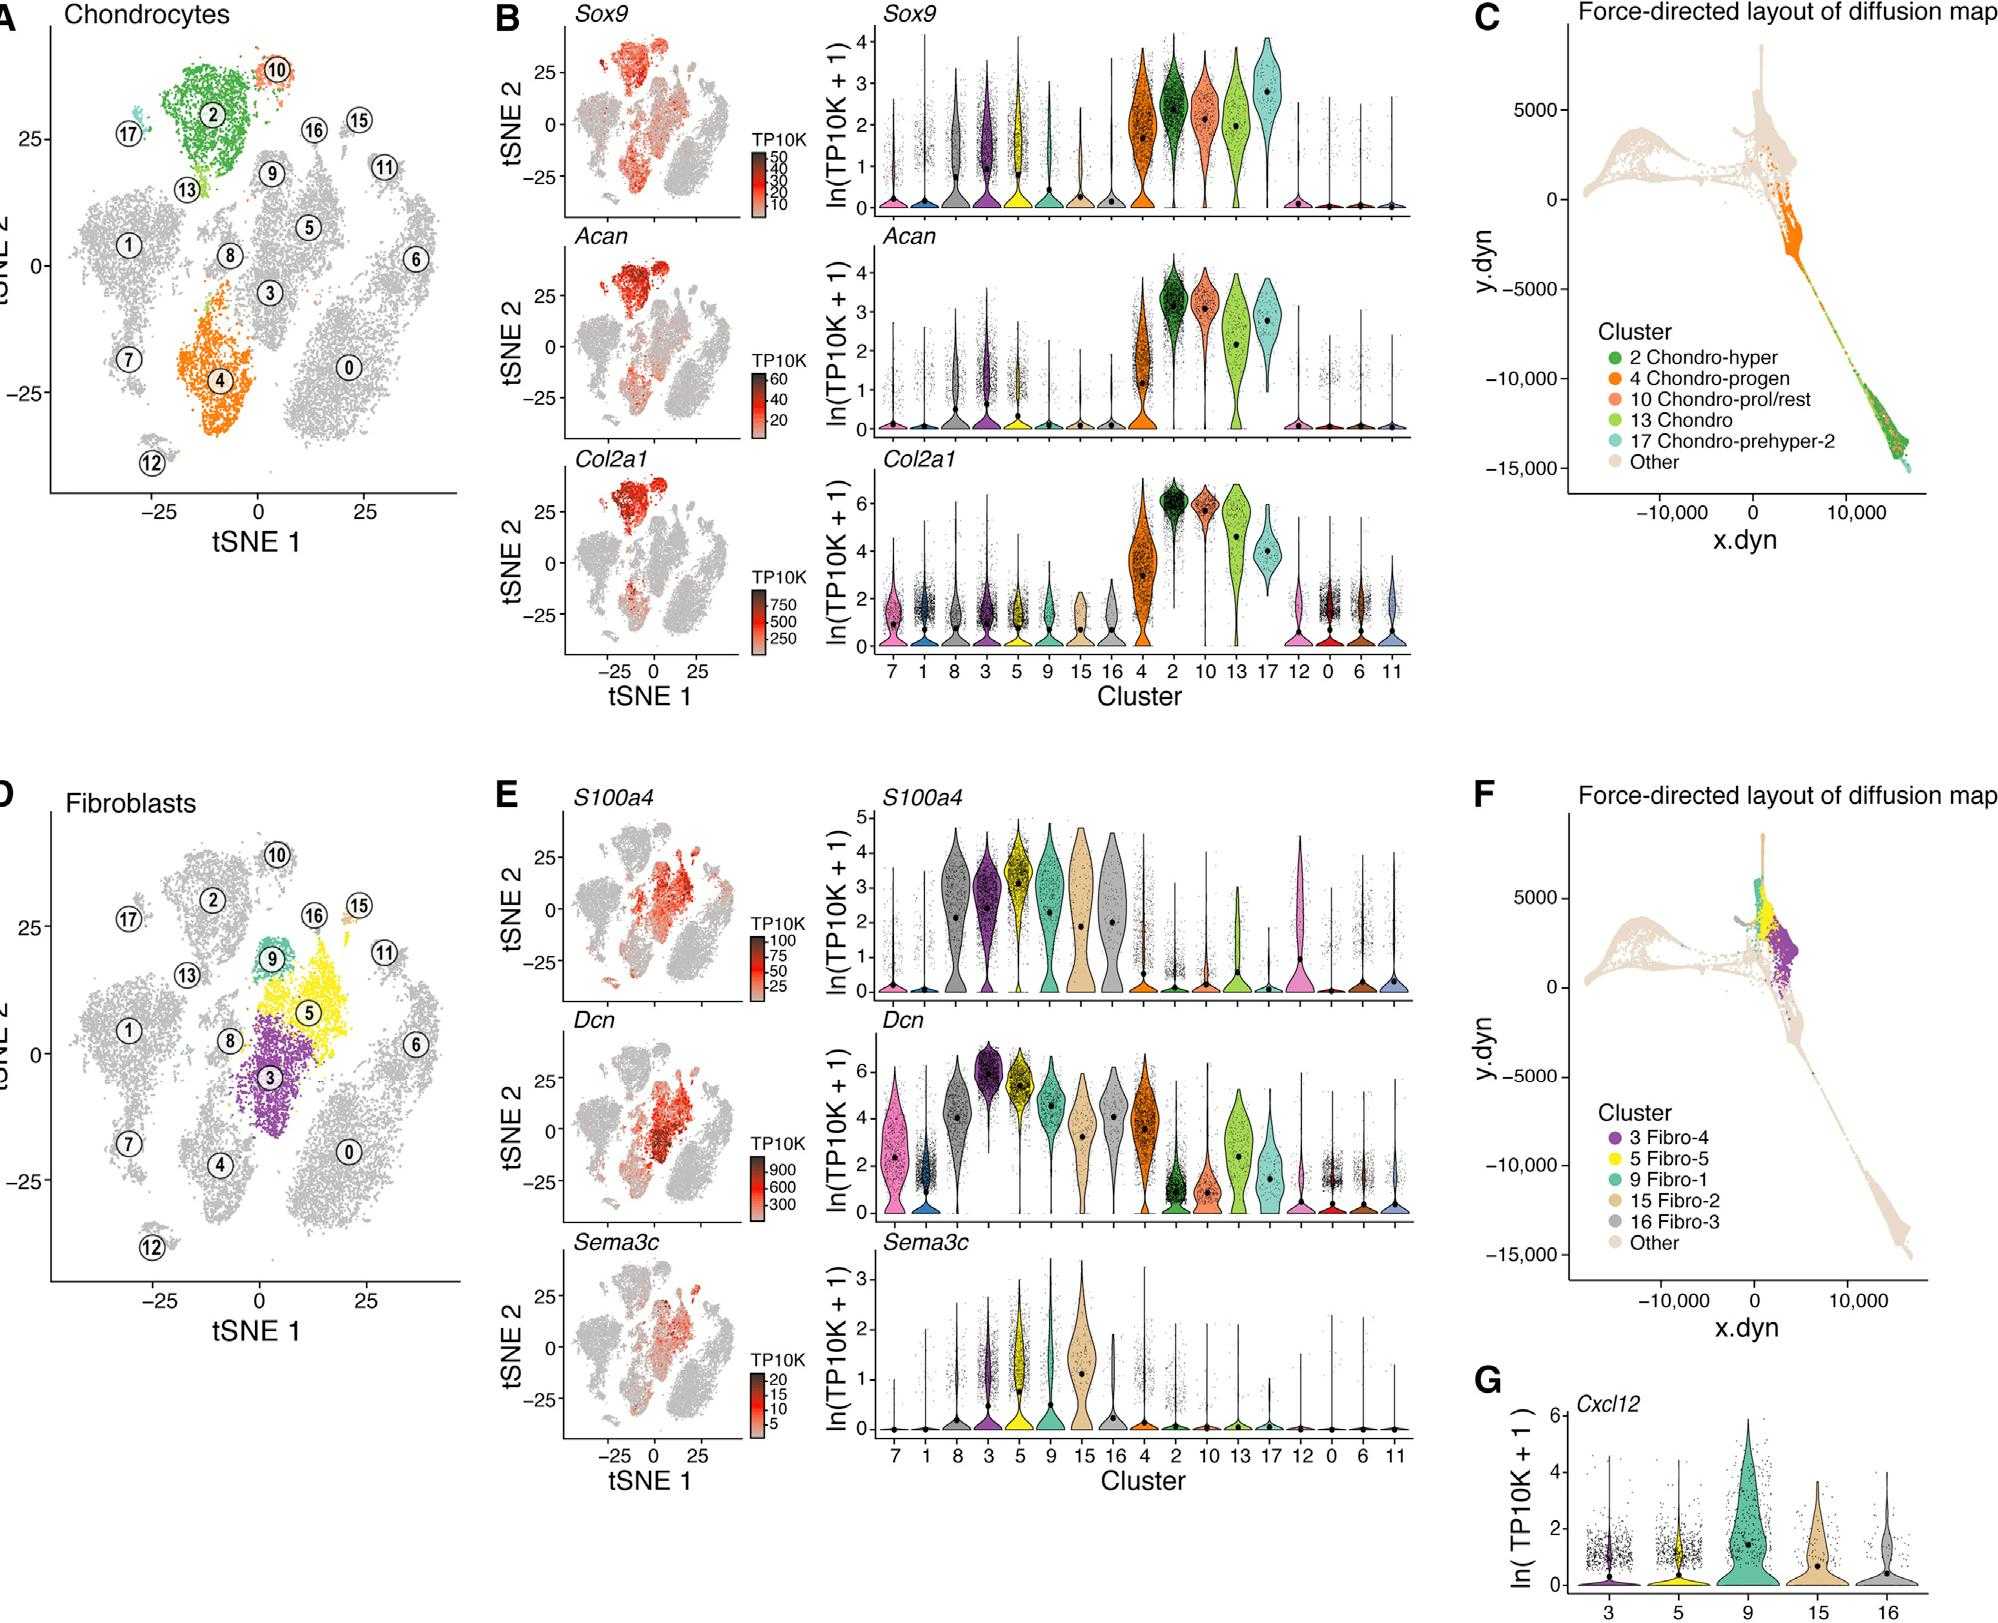 A
Chondrocytes
25
0
−25
−25
0
25
tSNE 1
10
2
17
16
15
13
9
11
1
5
8
6
3
7
4
0
12
B
Sox9
tSNE 2
25
0
−25
TP10K
50
40
30
20
10
Sox9
ln(TP10K + 1)
4
3
2
1
0
Acan
tSNE 2
25
0
−25
TP10K
60
40
20
Acan
ln(TP10K + 1)
4
3
2
1
0
Col2a1
tSNE 2
25
0
−25
TP10K
750
500
250
−25 0 25
tSNE 1
Col2a1
ln(TP10K + 1)
6
4
2
0
7 1 8 3 5 9 15 16 4 2 10 13 17 12 0 6 11
Cluster
C
Force-directed layout of diffusion map
y.dyn
5000
0
−5000
−10,000
−15,000
Cluster
2 Chondro-hyper
4 Chondro-progen
10 Chondro-prol/rest
13 Chondro
17 Chondro-prehyper-2
Other
−10,000 0 10,000
x.dyn
D
Fibroblasts
25
0
−25
−25 0 25
tSNE 1
10
2
17
16
15
13
9
11
1
5
8
6
3
7
4
0
12
E
S100a4
tSNE 2
25
0
−25
TP10K
100
75
50
25
S100a4
ln(TP10K + 1)
5
4
3
2
1
0
Dcn
tSNE 2
25
0
−25
TP10K
900
600
300
Dcn
ln(TP10K + 1)
6
4
2
0
Sema3c
tSNE 2
25
0
−25
TP10K
20
15
10
5
−25 0 25
tSNE 1
Sema3c
ln(TP10K + 1)
3
2
1
0
7 1 8 3 5 9 15 16 4 2 10 13 17 12 0 6 11
Cluster
F
Force-directed layout of diffusion map
y.dyn
5000
0
−5000
−10,000
−15,000
Cluster
3 Fibro-4
5 Fibro-5
9 Fibro-1
15 Fibro-2
16 Fibro-3
Other
−10,000 0 10,000
x.dyn
G
Cxcl12
ln( TP10K + 1 )
6
4
2
0
3 5 9 15 16